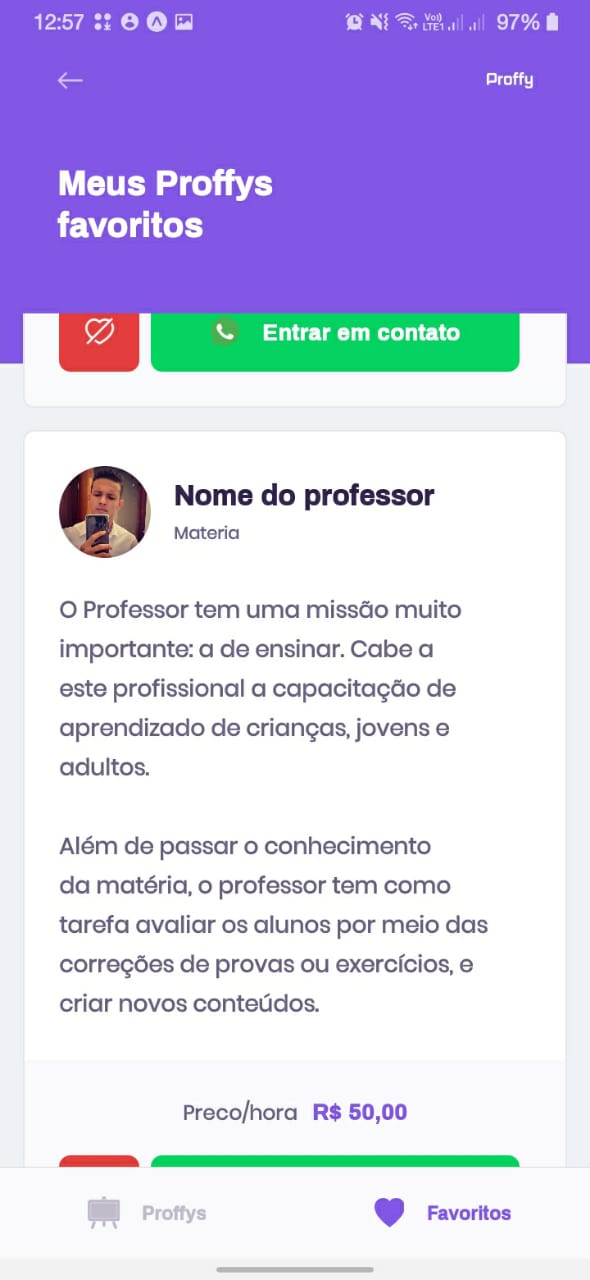 12:57
Vo))
LTE1
97%
Proffy
Meus Proffys
favoritos
Entrar em contato
Nome do professor
Materia
O Professor tem uma missão muito
importante: a de ensinar. Cabe a
este profissional a capacitação de
aprendizado de crianças, jovens e
adultos.
Além de passar o conhecimento
da matéria, o professor tem como
tarefa avaliar os alunos por meio das
correções de provas ou exercícios, e
criar novos conteúdos.
Preco/hora R$ 50,00
Proffys
Favoritos